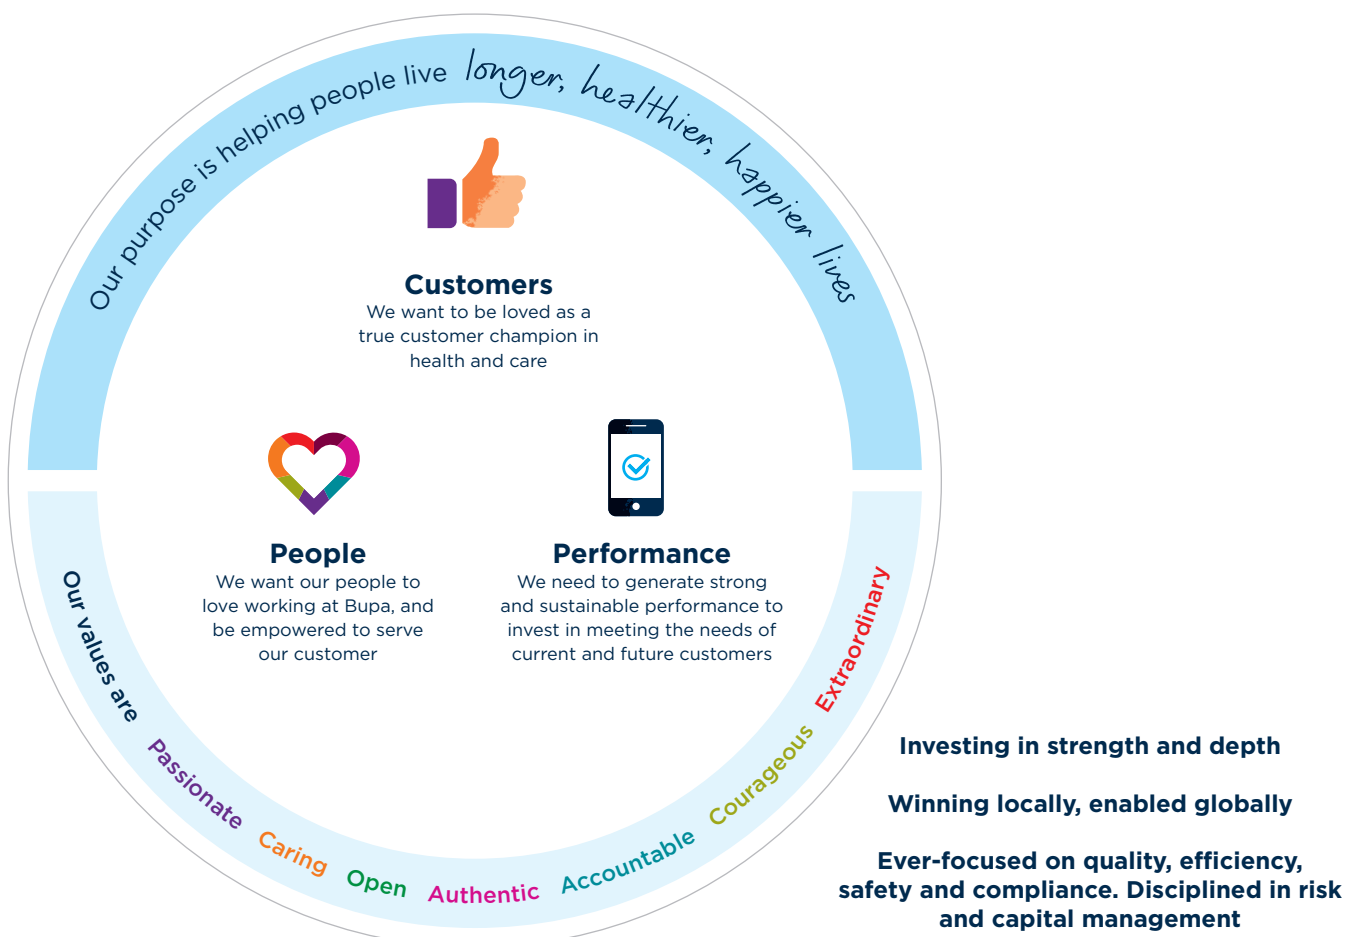 Our purpose is helping people live longer, healthier, happier lives
Customers
We want to be loved as a
true customer champion in
health and care
People
We want our people to
love working at Bupa, and
be empowered to serve
our customer
Performance
We need to generate strong
and sustainable performance to
invest in meeting the needs of
current and future customers
Our values are Passionate Caring Open Authentic Accountable Courageous Extraordinary
Investing in strength and depth
Winning locally, enabled globally
Ever-focused on quality, efficiency,
safety and compliance. Disciplined in risk
and capital management